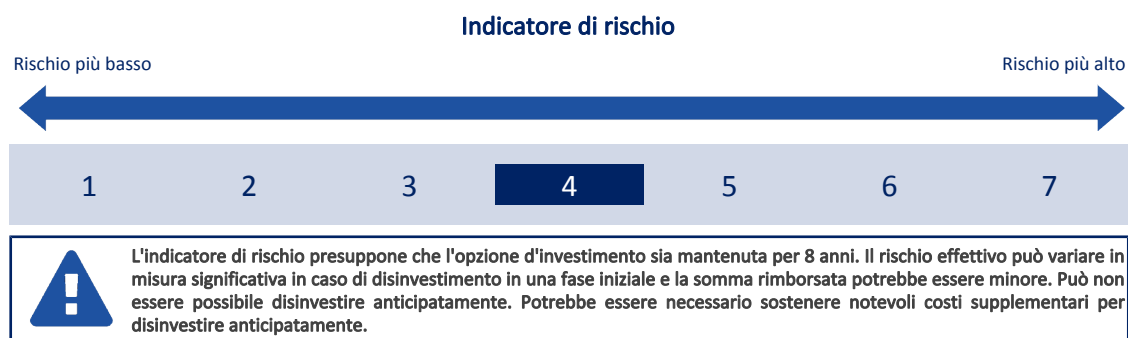 Indicatore di rischio
Rischio più basso
Rischio più alto
1 2 3 4 5 6 7
L'indicatore di rischio presuppone che l'opzione d'investimento sia mantenuta per 8 anni. Il rischio effettivo può variare in
misura significativa in caso di disinvestimento in una fase iniziale e la somma rimborsata potrebbe essere minore. Può non
essere possibile disinvestire anticipatamente. Potrebbe essere necessario sostenere notevoli costi supplementari per
disinvestire anticipatamente.